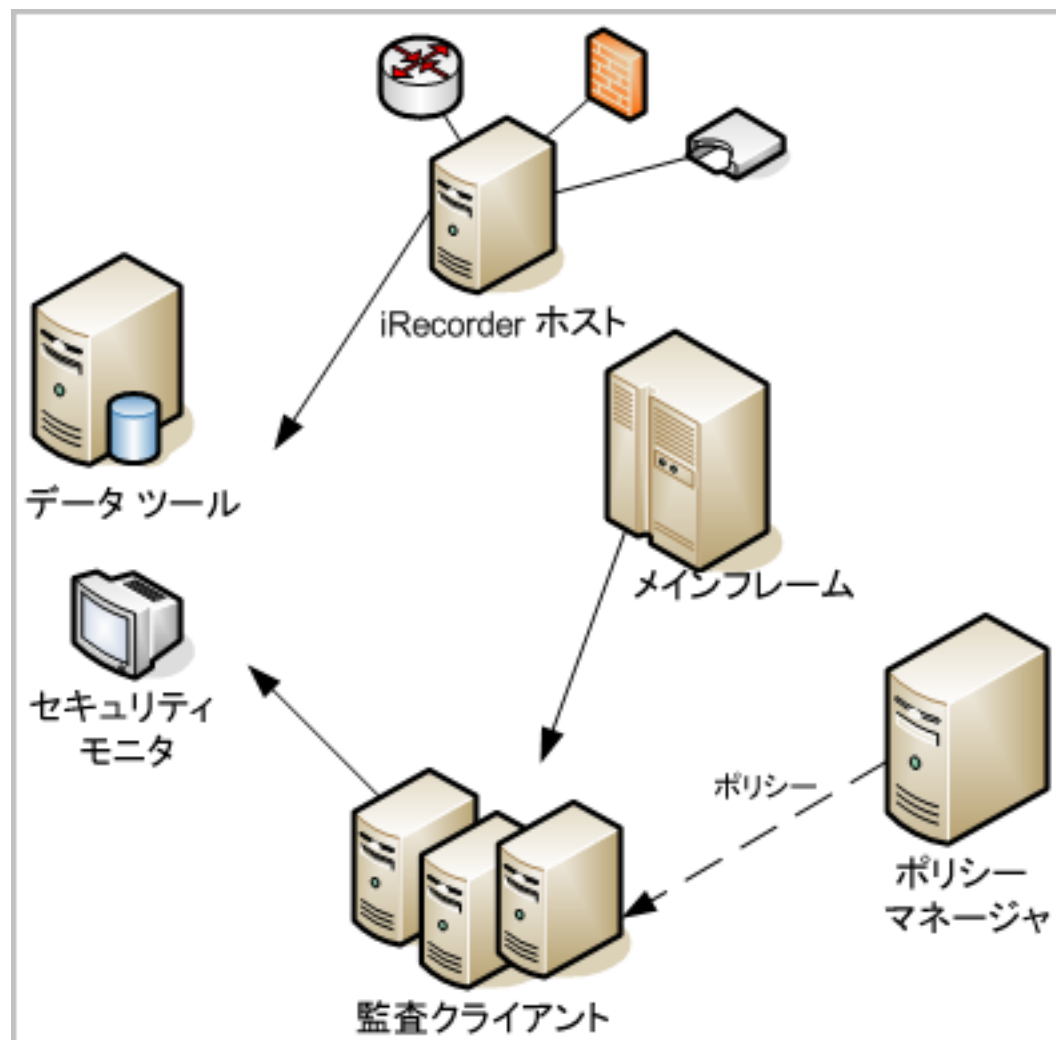 iRecorder ホスト
データ ツール
メインフレーム
セキュリティ
モニタ
ポリシー
ポリシー
マネージャ
監査クライアント